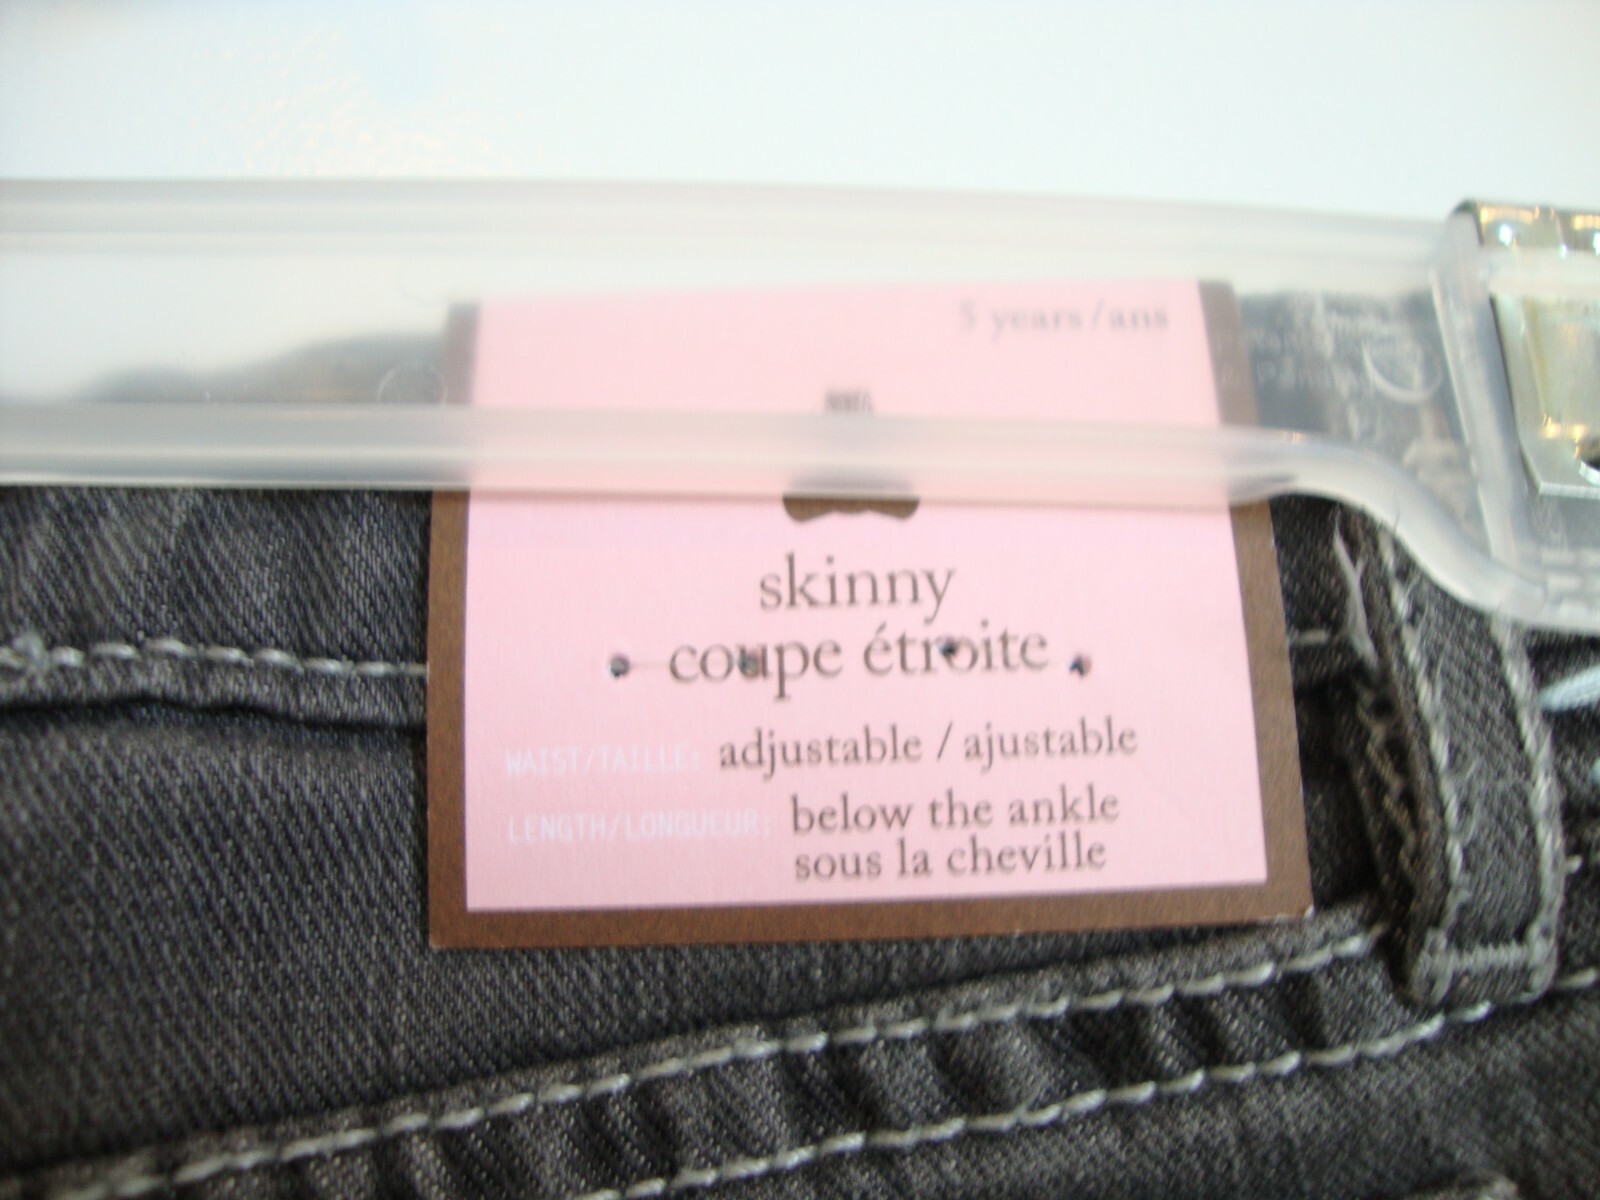 5 years/ans
skinny
coupe étroite
WAIST/TAILLE: adjustable / ajustable
LENGTH/LONGUEUR: below the ankle
sous la cheville